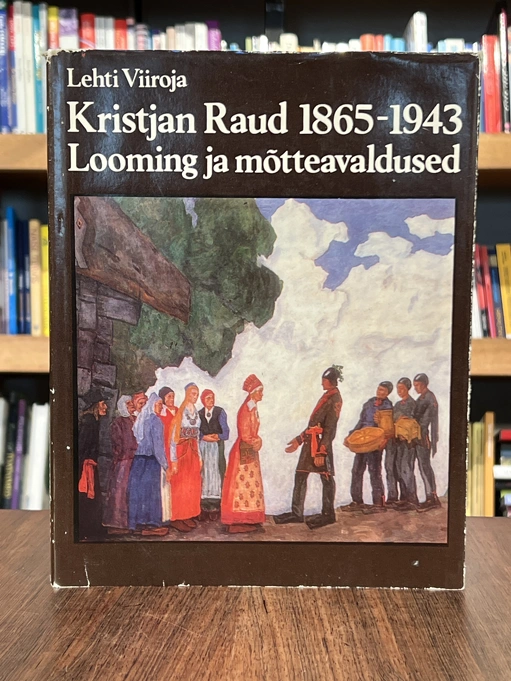 Lehti Viiroja
Kristjan Raud 1865-1943
Looming ja mõtteavaldused